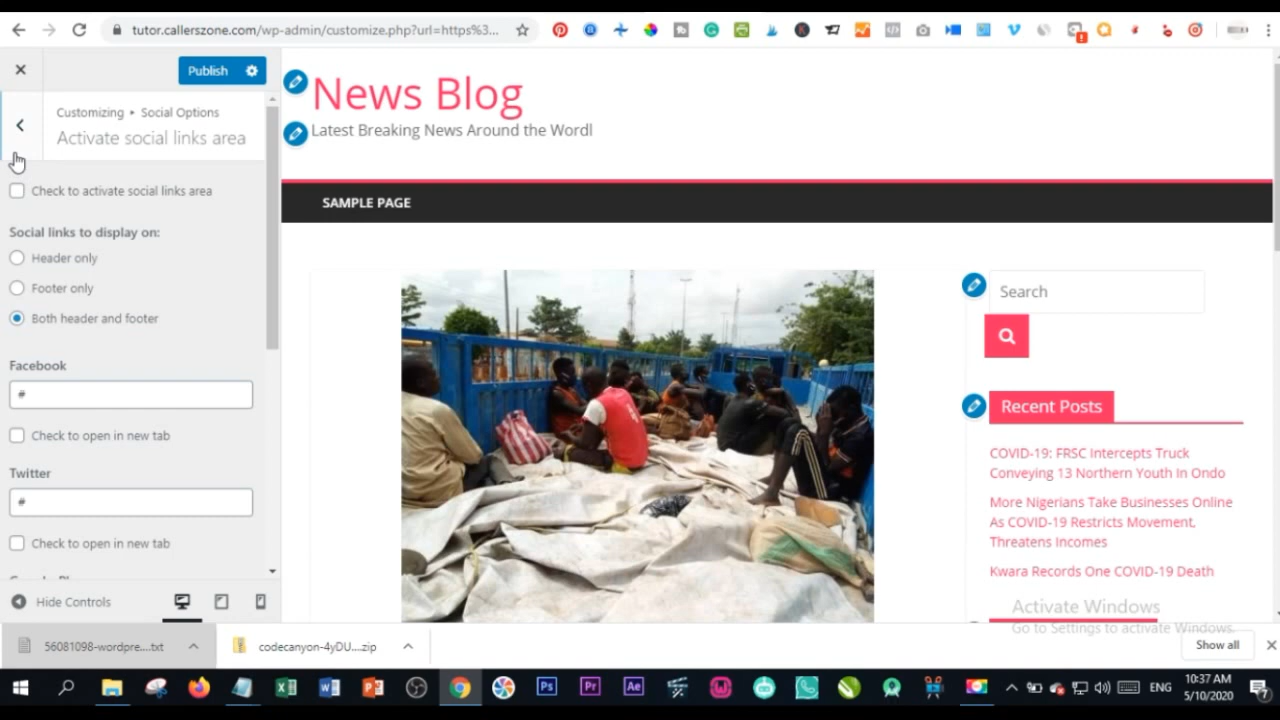 tutor.callerszone.com/wp-admin/customize.php?url=https%3...
Publish
Customizing ‣ Social Options
Activate social links area
Check to activate social links area
Social links to display on:
Header only
Footer only
Both header and footer
Facebook
#
Check to open in new tab
Twitter
#
Check to open in new tab
Hide Controls
News Blog
Latest Breaking News Around the Wordl
SAMPLE PAGE
Search
Recent Posts
COVID-19: FRSC Intercepts Truck
Conveying 13 Northern Youth In Ondo
More Nigerians Take Businesses Online
As COVID-19 Restricts Movement,
Threatens Incomes
Kwara Records One COVID-19 Death
Activate Windows
Go to Settings to activate Windows.
56081098-wordpre....txt
codecanyon-4yDU....zip
Show all
Ps
Pr
Ae
ENG
10:37 AM
5/10/2020
7